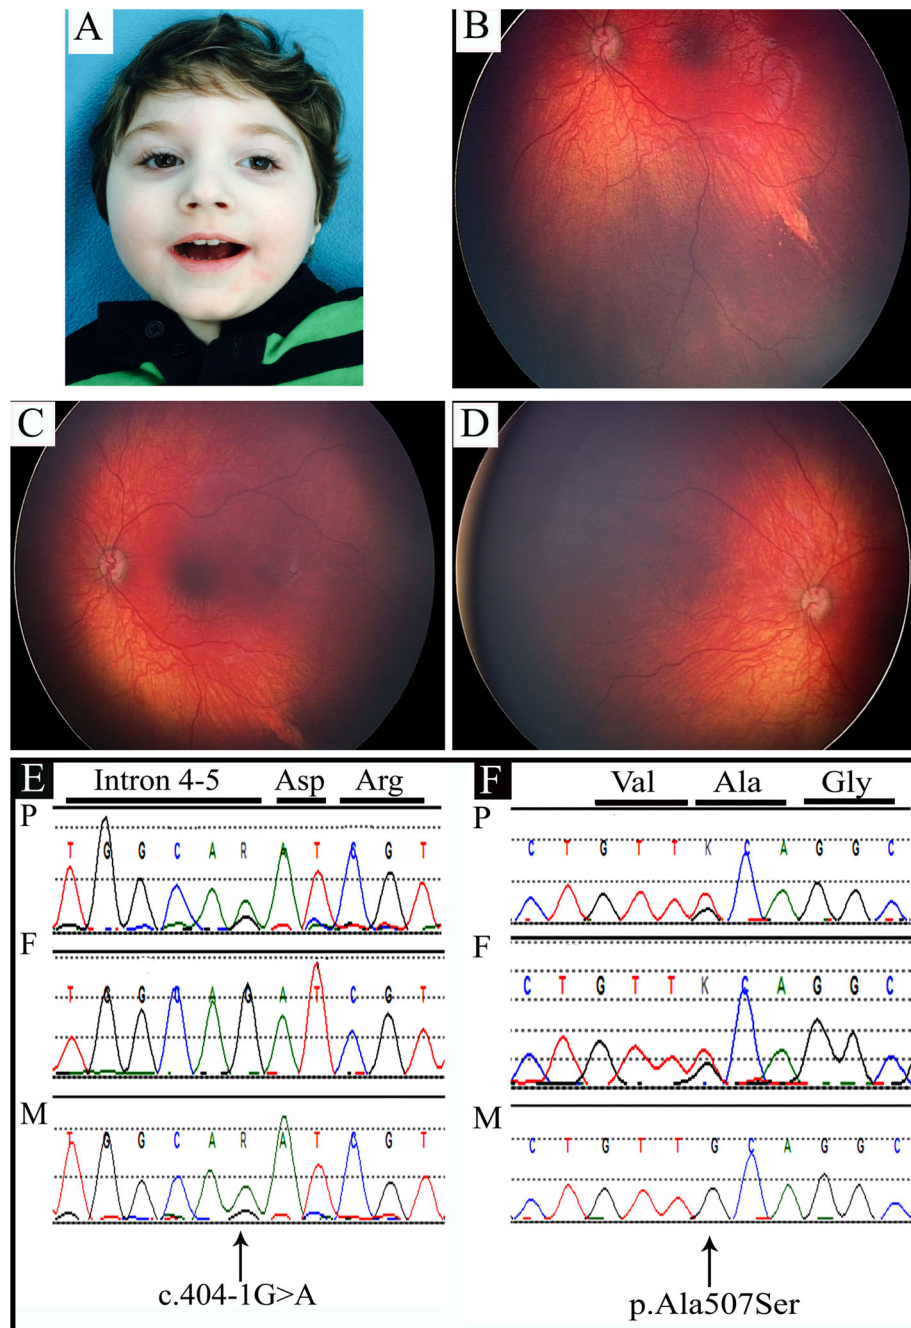 A
B
C
D
E
Intron 4-5 Asp Arg
P
T G G C A R A T C G T
F
T G G C A G A T C G T
M
T G G C A R A T C G T
c.404-1G>A
F
Val Ala Gly
P
C T G T T K C A G G C
F
C T G T T K C A G G C
M
C T G T T G C A G G C
p.Ala507Ser